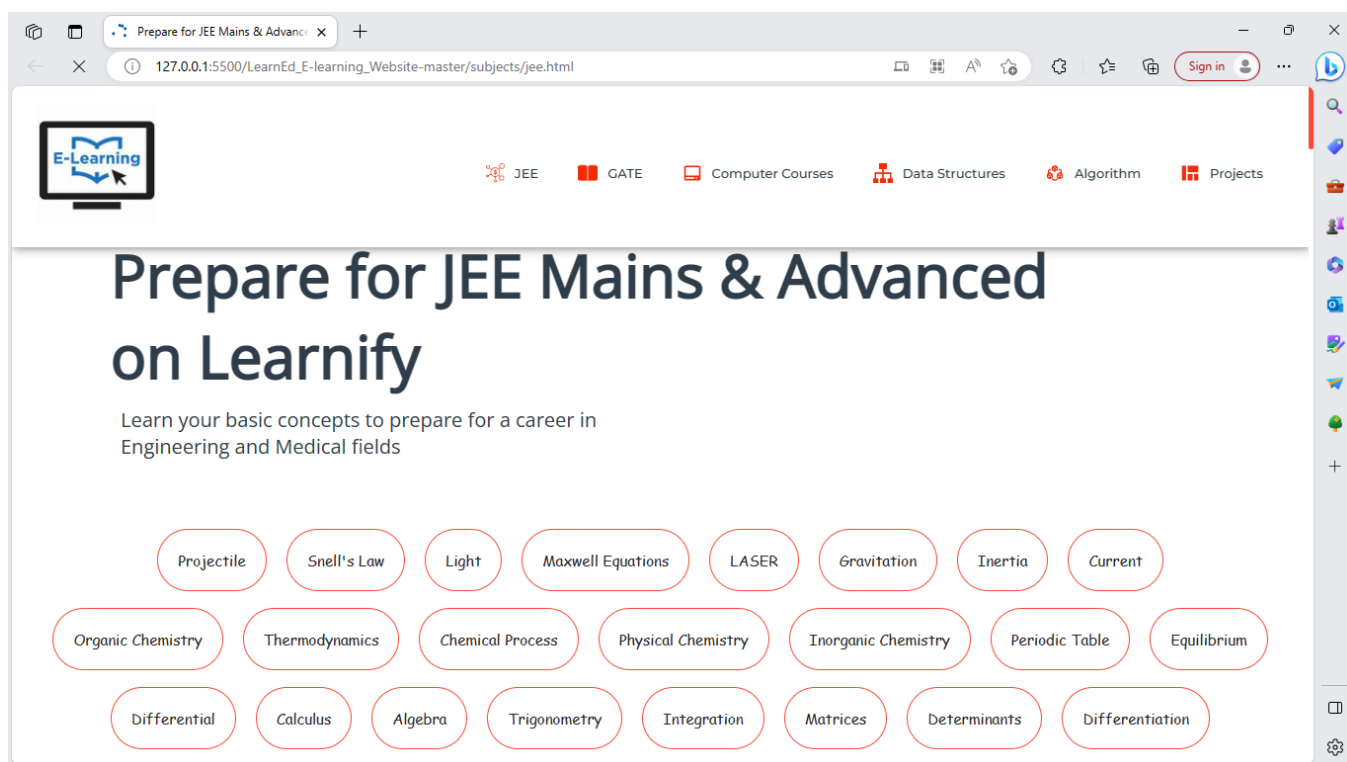 Prepare for JEE Mains & Advanc
127.0.0.1:5500/LearnEd_E-learning_Website-master/subjects/jee.html
Sign in
E-Learning
JEE GATE Computer Courses Data Structures Algorithm Projects
Prepare for JEE Mains & Advanced
on Learnify
Learn your basic concepts to prepare for a career in
Engineering and Medical fields
Projectile Snell's Law Light Maxwell Equations LASER Gravitation Inertia Current
Organic Chemistry Thermodynamics Chemical Process Physical Chemistry Inorganic Chemistry Periodic Table Equilibrium
Differential Calculus Algebra Trigonometry Integration Matrices Determinants Differentiation